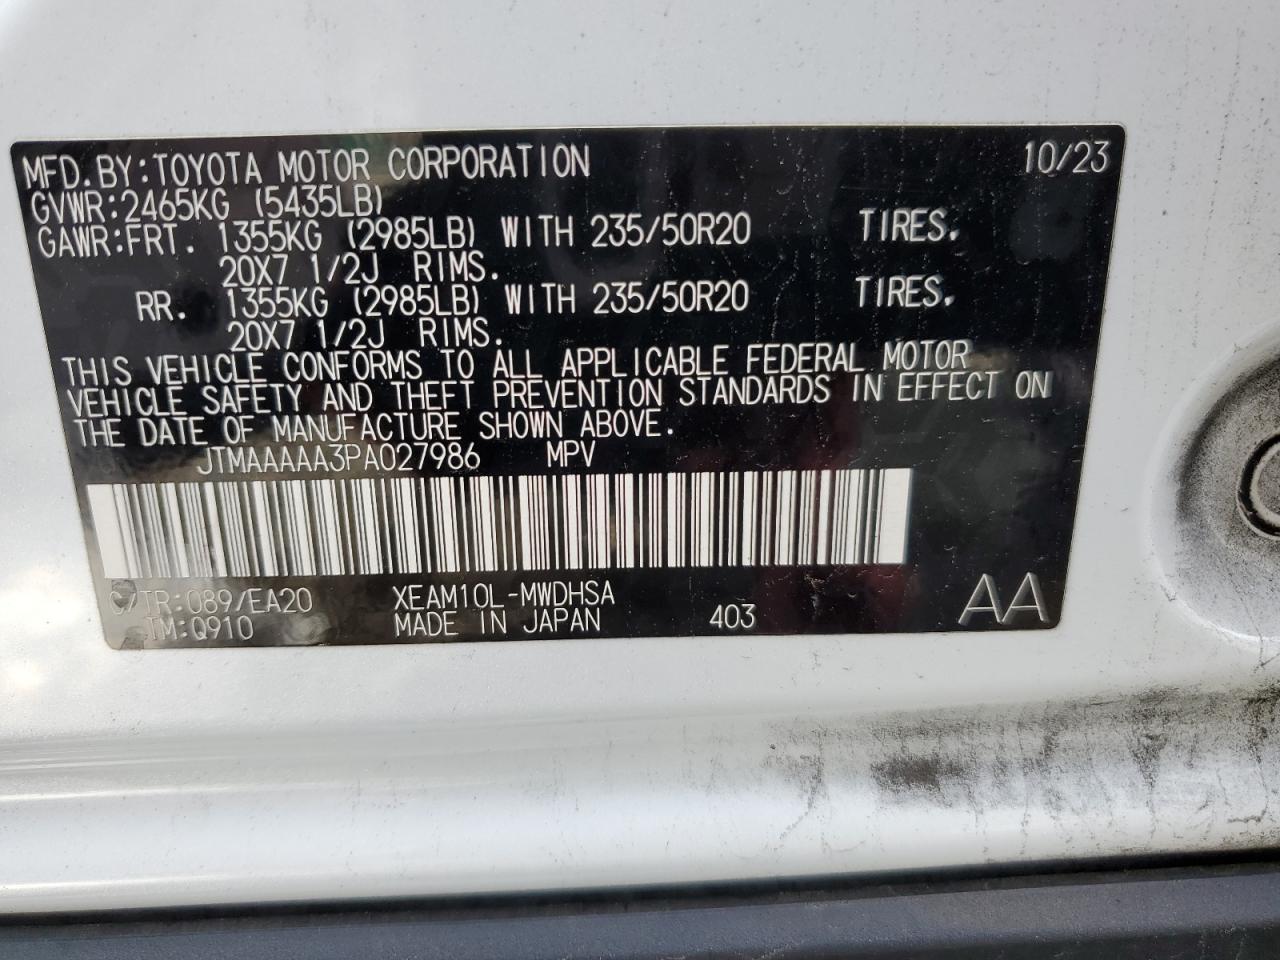 MFD.BY:TOYOTA MOTOR CORPORATION 10/23
GVWR:2465KG (5435LB)
GAWR:FRT. 1355KG (2985LB) WITH 235/50R20 TIRES.
20X7 1/2J RIMS.
RR. 1355KG (2985LB) WITH 235/50R20 TIRES.
20X7 1/2J RIMS.
THIS VEHICLE CONFORMS TO ALL APPLICABLE FEDERAL MOTOR
VEHICLE SAFETY AND THEFT PREVENTION STANDARDS IN EFFECT ON
THE DATE OF MANUFACTURE SHOWN ABOVE.
JTMAAAAA3PA027986 MPV
C/TR:089/EA20 XEAM10L-MWDHSA
TM:Q910 MADE IN JAPAN 403 AA